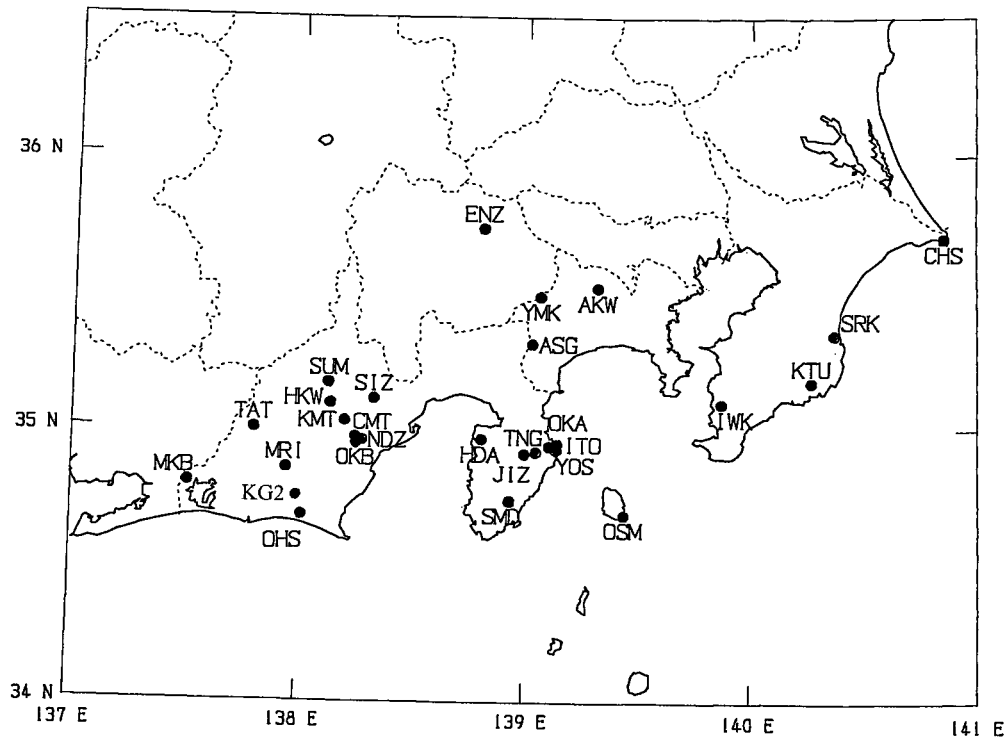 36 N
ENZ
CHS
YMK
AKW
SRK
ASG
KTU
SUM
SIZ
HKW
35 N
TAT
KMT
CMT
NDZ
OKB
IWK
OKA
TNG
ITO
HDA
YOS
JIZ
MRI
MKB
KG2
SMD
OSM
OHS
34 N
137 E
138 E
139 E
140 E
141 E